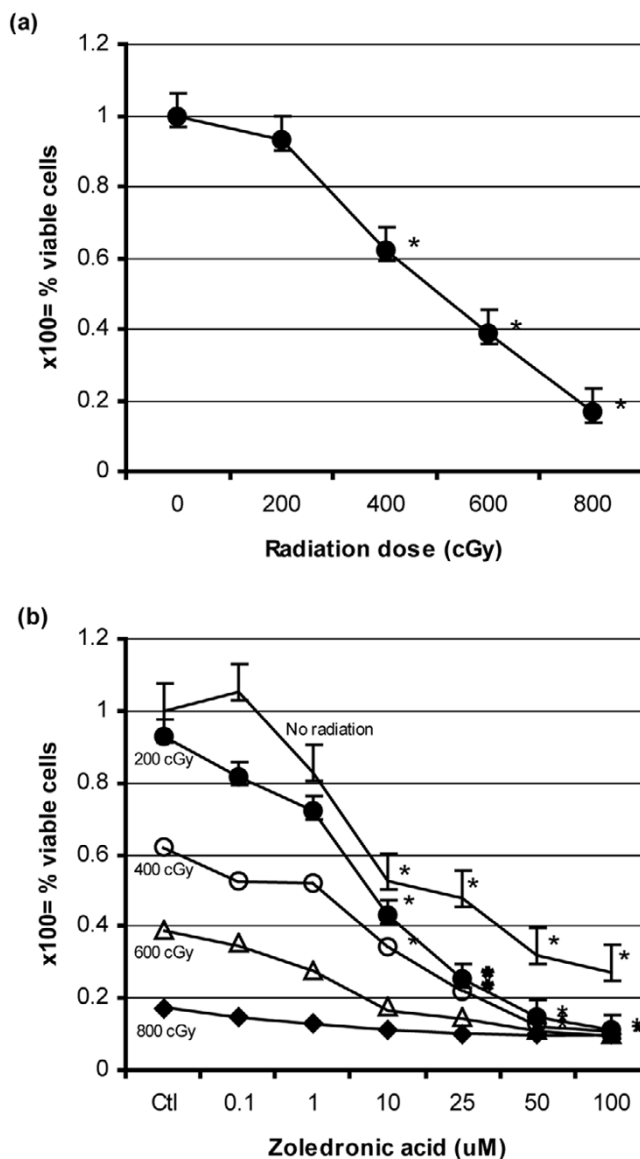 (a)
1.2
1
0.8
0.6
0.4
0.2
0
x100= % viable cells
*
*
*
0 200 400 600 800
Radiation dose (cGy)
(b)
1.2
1
0.8
0.6
0.4
0.2
0
x100= % viable cells
No radiation
200 cGy
400 cGy
600 cGy
800 cGy
* * * *
* * * *
* * * *
Ctl 0.1 1 10 25 50 100
Zoledronic acid (uM)